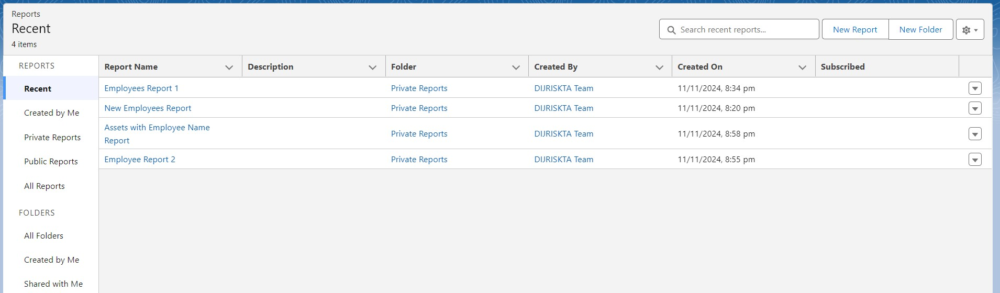 Reports
Recent
4 items
Search recent reports...
New Report
New Folder
REPORTS
Recent
Created by Me
Private Reports
Public Reports
All Reports
FOLDERS
All Folders
Created by Me
Shared with Me
Report Name Description Folder Created By Created On Subscribed
Employees Report 1 Private Reports DIJRISKTA Team 11/11/2024, 8:34 pm
New Employees Report Private Reports DIJRISKTA Team 11/11/2024, 8:20 pm
Assets with Employee Name
Report Private Reports DIJRISKTA Team 11/11/2024, 8:58 pm
Employee Report 2 Private Reports DIJRISKTA Team 11/11/2024, 8:55 pm